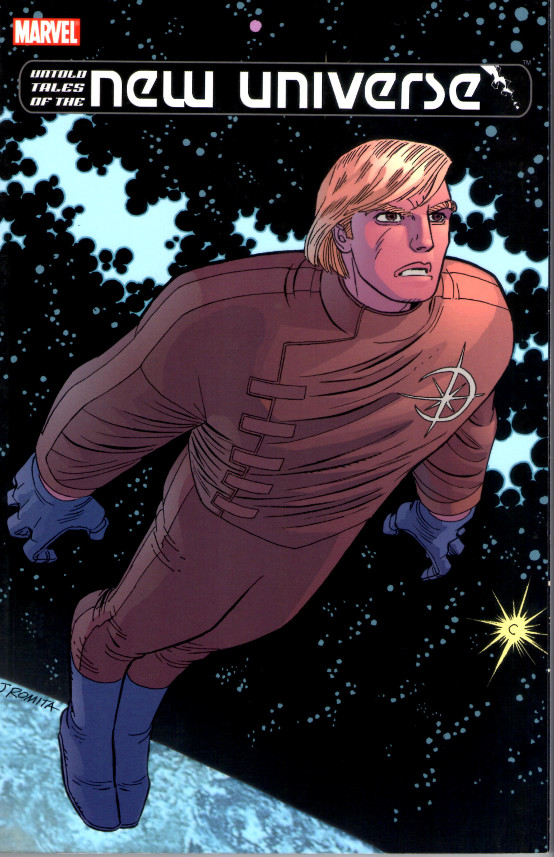 MARVEL
UNTOLD
TALES
OF THE
new universe
TM
J ROMITA
C